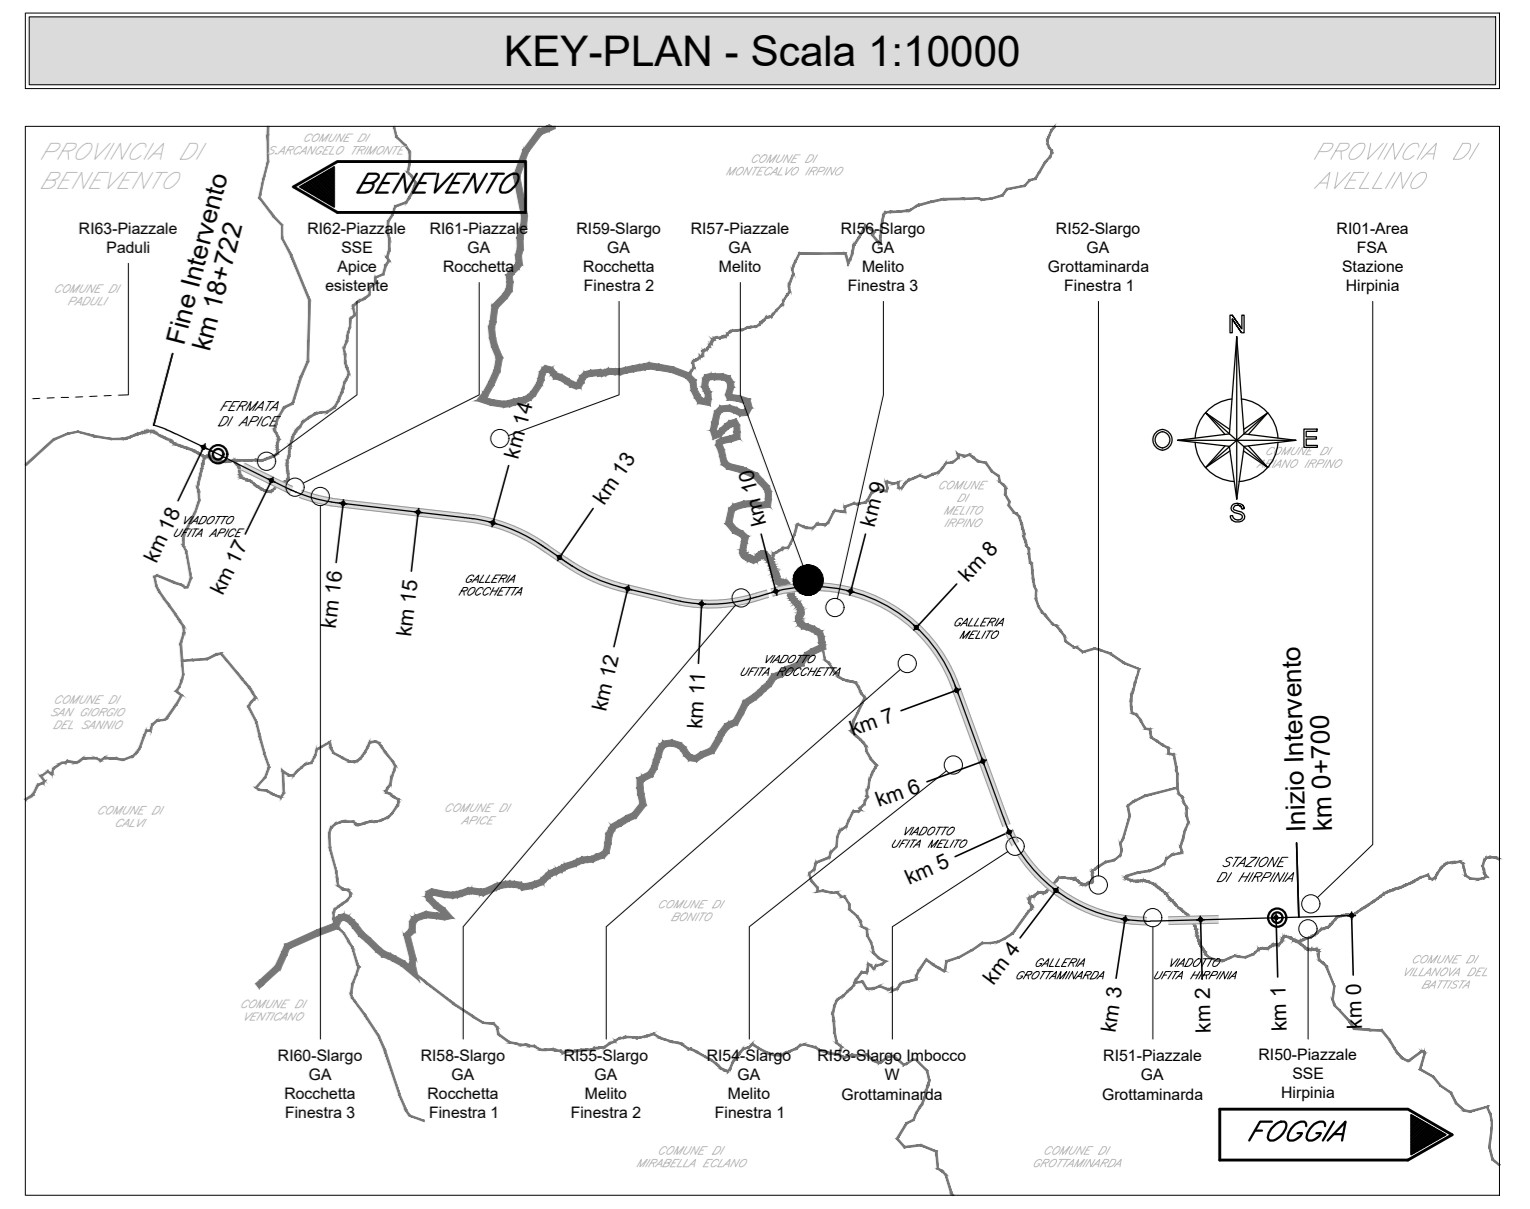 KEY-PLAN - Scala 1:10000
PROVINCIA DI
BENEVENTO
COMUNE DI
S.ARCANGELO TRIMONTE
BENEVENTO
COMUNE DI
MONTECALVO IRPINO
PROVINCIA DI
AVELLINO
RI63-Piazzale
Paduli
Fine Intervento
km 18+722
RI62-Piazzale
SSE
Apice
esistente
RI61-Piazzale
GA
Rocchetta
RI59-Slargo
GA
Rocchetta
Finestra 2
RI57-Piazzale
GA
Melito
RI56-Slargo
GA
Melito
Finestra 3
RI52-Slargo
GA
Grottaminarda
Finestra 1
RI01-Area
FSA
Stazione
Hirpinia
COMUNE DI
PADULI
N
O
E
S
COMUNE DI
ARIANO IRPINO
FERMATA
DI APICE
COMUNE
DI
MELITO
IRPINO
km 18
VIADOTTO
UFITA APICE
km 17
km 16
km 15
km 14
km 13
km 12
km 11
km 10
km 9
km 8
GALLERIA
ROCCHETTA
GALLERIA
MELITO
VIADOTTO
UFITA ROCCHETTA
km 7
km 6
VIADOTTO
UFITA MELITO
km 5
COMUNE DI
SAN GIORGIO
DEL SANNIO
COMUNE DI
CALVI
COMUNE DI
APICE
COMUNE DI
BONITO
Inizio Intervento
km 0+700
STAZIONE
DI HIRPINIA
km 4
GALLERIA
GROTTAMINARDA
km 3
VIADOTTO
UFITA HIRPINIA
km 2
km 1
km 0
COMUNE DI
VILLANOVA DEL
BATTISTA
COMUNE DI
VENTICANO
RI60-Slargo
GA
Rocchetta
Finestra 3
RI58-Slargo
GA
Rocchetta
Finestra 1
RI55-Slargo
GA
Melito
Finestra 2
RI54-Slargo
GA
Melito
Finestra 1
RI53-Slargo Imbocco
W
Grottaminarda
RI51-Piazzale
GA
Grottaminarda
RI50-Piazzale
SSE
Hirpinia
FOGGIA
COMUNE DI
MIRABELLA ECLANO
COMUNE DI
GROTTAMINARDA